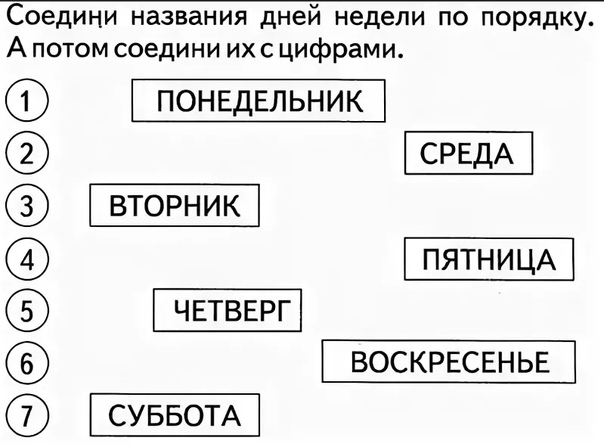 Соедини названия дней недели по порядку.
А потом соедини их с цифрами.
1 ПОНЕДЕЛЬНИК
2 СРЕДА
3 ВТОРНИК
4 ПЯТНИЦА
5 ЧЕТВЕРГ
6 ВОСКРЕСЕНЬЕ
7 СУББОТА